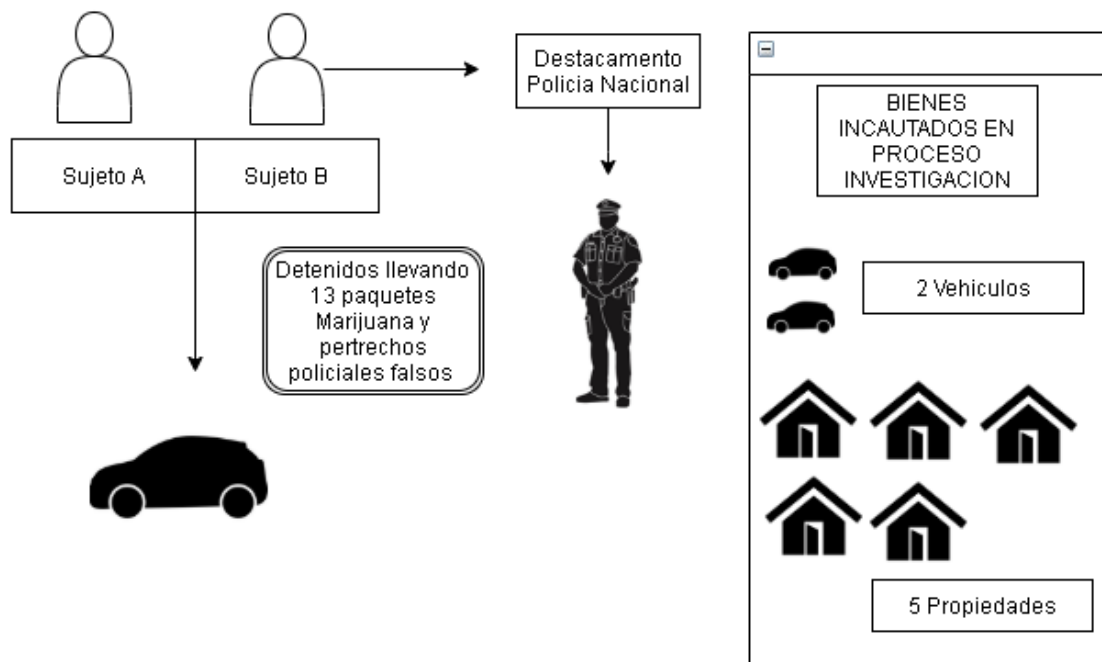 Sujeto A
Sujeto B
Detenidos llevando
13 paquetes
Marijuana y
pertrechos
policiales falsos
Destacamento
Policia Nacional
BIENES
INCAUTADOS EN
PROCESO
INVESTIGACION
2 Vehiculos
5 Propiedades